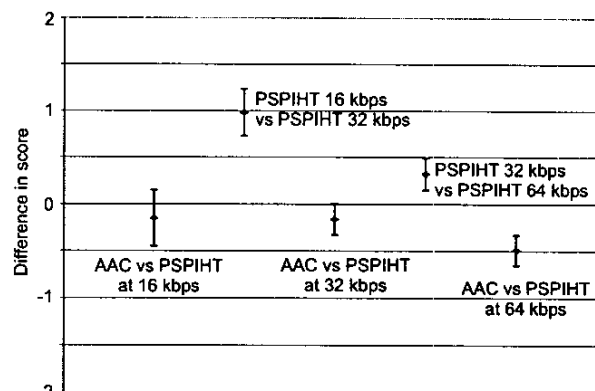 2
Difference in score
PSPIHT 16 kbps
vs PSPIHT 32 kbps
1
PSPIHT 32
vs PSPIHT 64 kbps
0
AAC vs PSPIHT
at 16 kbps
AAC vs PSPIHT
at 32 kbps
AAC vs PSPIHT
at 64 kbps
-1